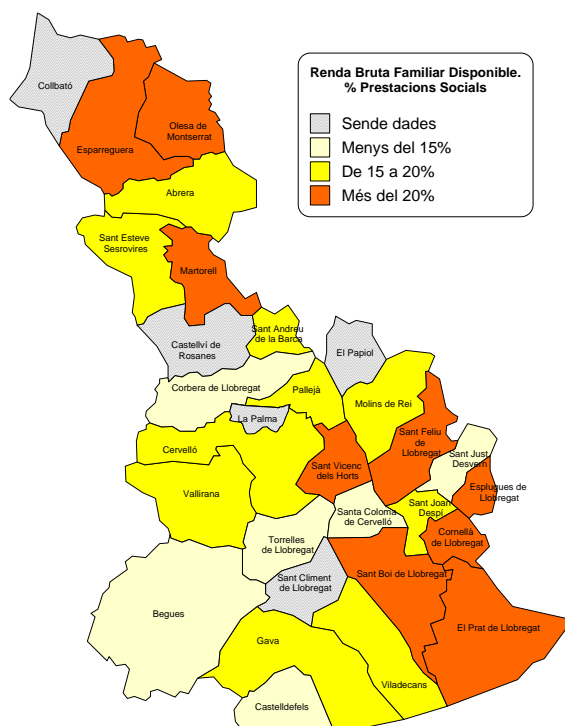 Renda Bruta Familiar Disponible.
% Prestacions Socials
Sende dades
Menys del 15%
De 15 a 20%
Més del 20%
Collbató
Olesa de
Montserrat
Esparreguera
Abrera
Sant Esteve
Sesrovires
Martorell
Sant Andreu
de la Barca
Castellví de
Rosanes
El Papiol
Corbera de Llobregat
Pallejà
Molins de Rei
La Palma
Sant Feliu
de
Llobregat
Cervelló
Sant Just
Desvern
Sant Vicenc
dels Horts
Esplugues de
Llobregat
Vallirana
Sant Joan
Despí
Santa Coloma
de Cervelló
Cornellà
de Llobregat
Torrelles
de Llobregat
Sant Climent
de Llobregat
Sant Boi de Llobregat
Begues
El Prat de Llobregat
Gava
Viladecans
Castelldefels